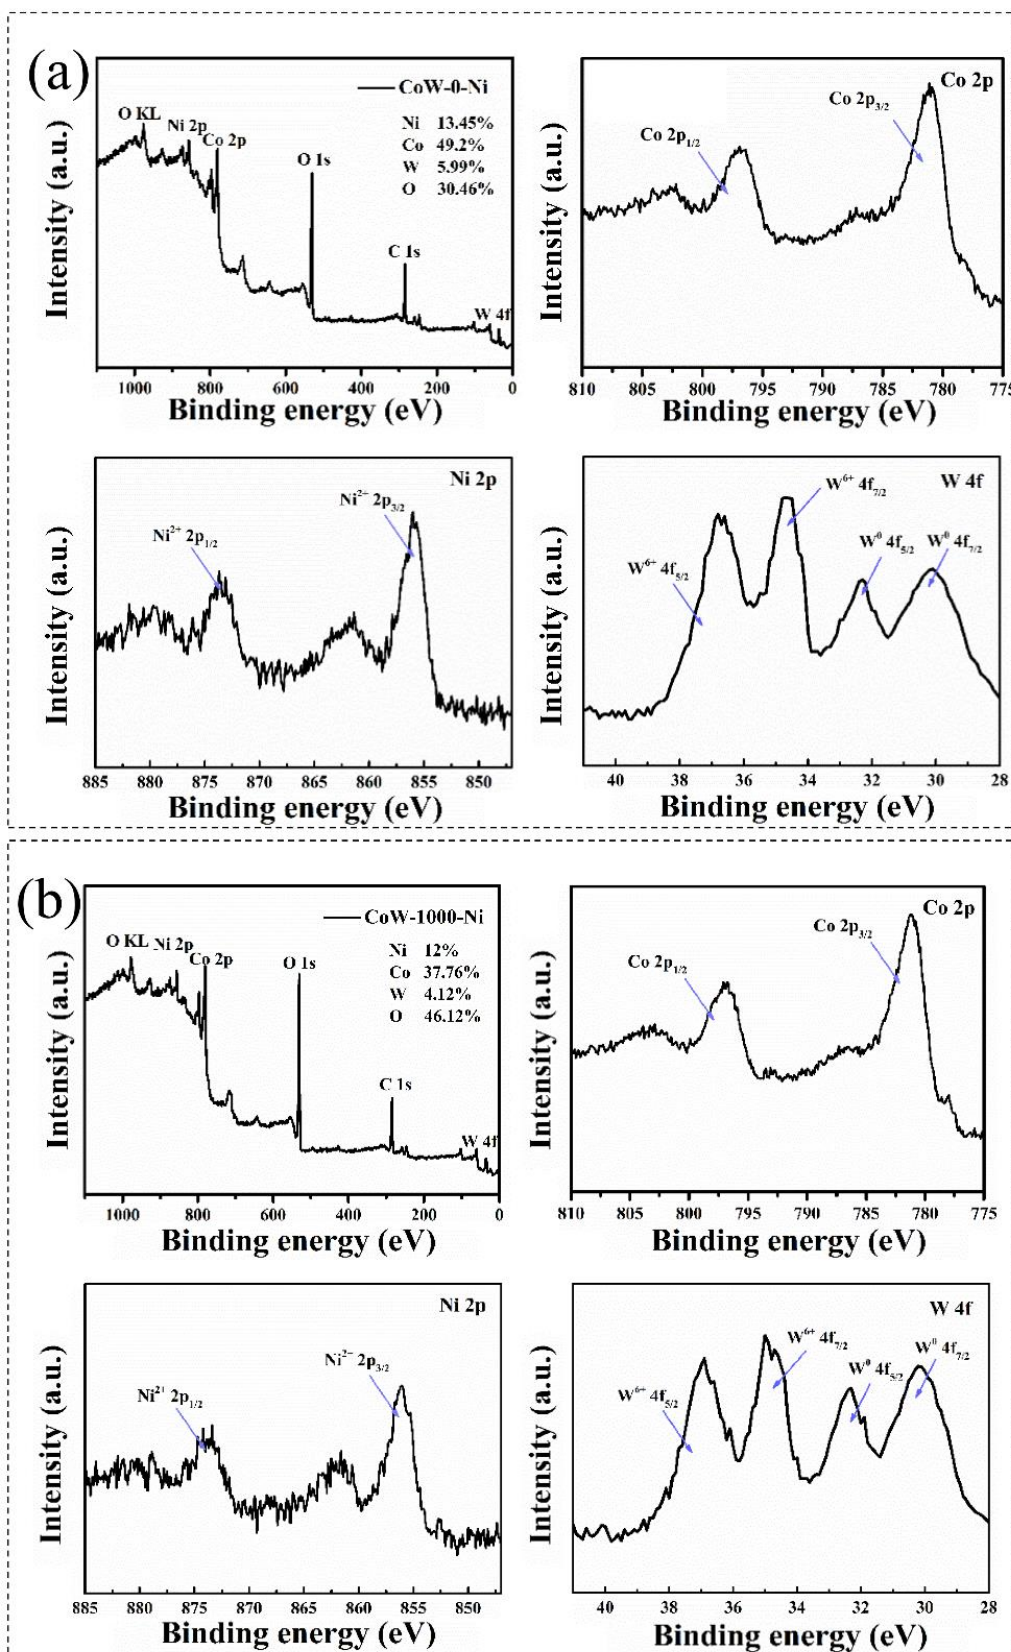 (a)
CoW-0-Ni
Ni 13.45%
Co 49.2%
W 5.99%
O 30.46%
O KL
Ni 2p
Co 2p
O 1s
C 1s
W 4f
Intensity (a.u.)
1000 800 600 400 200 0
Binding energy (eV)
Co 2p
Co 2p3/2
Co 2p1/2
Intensity (a.u.)
810 805 800 795 790 785 780 775
Binding energy (eV)
Ni 2p
Ni2+ 2p3/2
Ni2+ 2p1/2
Intensity (a.u.)
885 880 875 870 865 860 855 850
Binding energy (eV)
W 4f
W6+ 4f7/2
W0 4f5/2
W0 4f7/2
W6+ 4f5/2
Intensity (a.u.)
40 38 36 34 32 30 28
Binding energy (eV)
(b)
CoW-1000-Ni
Ni 12%
Co 37.76%
W 4.12%
O 46.12%
O KL
Ni 2p
Co 2p
O 1s
C 1s
W 4f
Intensity (a.u.)
1000 800 600 400 200 0
Binding energy (eV)
Co 2p
Co 2p3/2
Co 2p1/2
Intensity (a.u.)
810 805 800 795 790 785 780 775
Binding energy (eV)
Ni 2p
Ni2+ 2p3/2
Ni2+ 2p1/2
Intensity (a.u.)
885 880 875 870 865 860 855 850
Binding energy (eV)
W 4f
W6+ 4f7/2
W0 4f7/2
W0 4f5/2
W6+ 4f5/2
Intensity (a.u.)
40 38 36 34 32 30 28
Binding energy (eV)